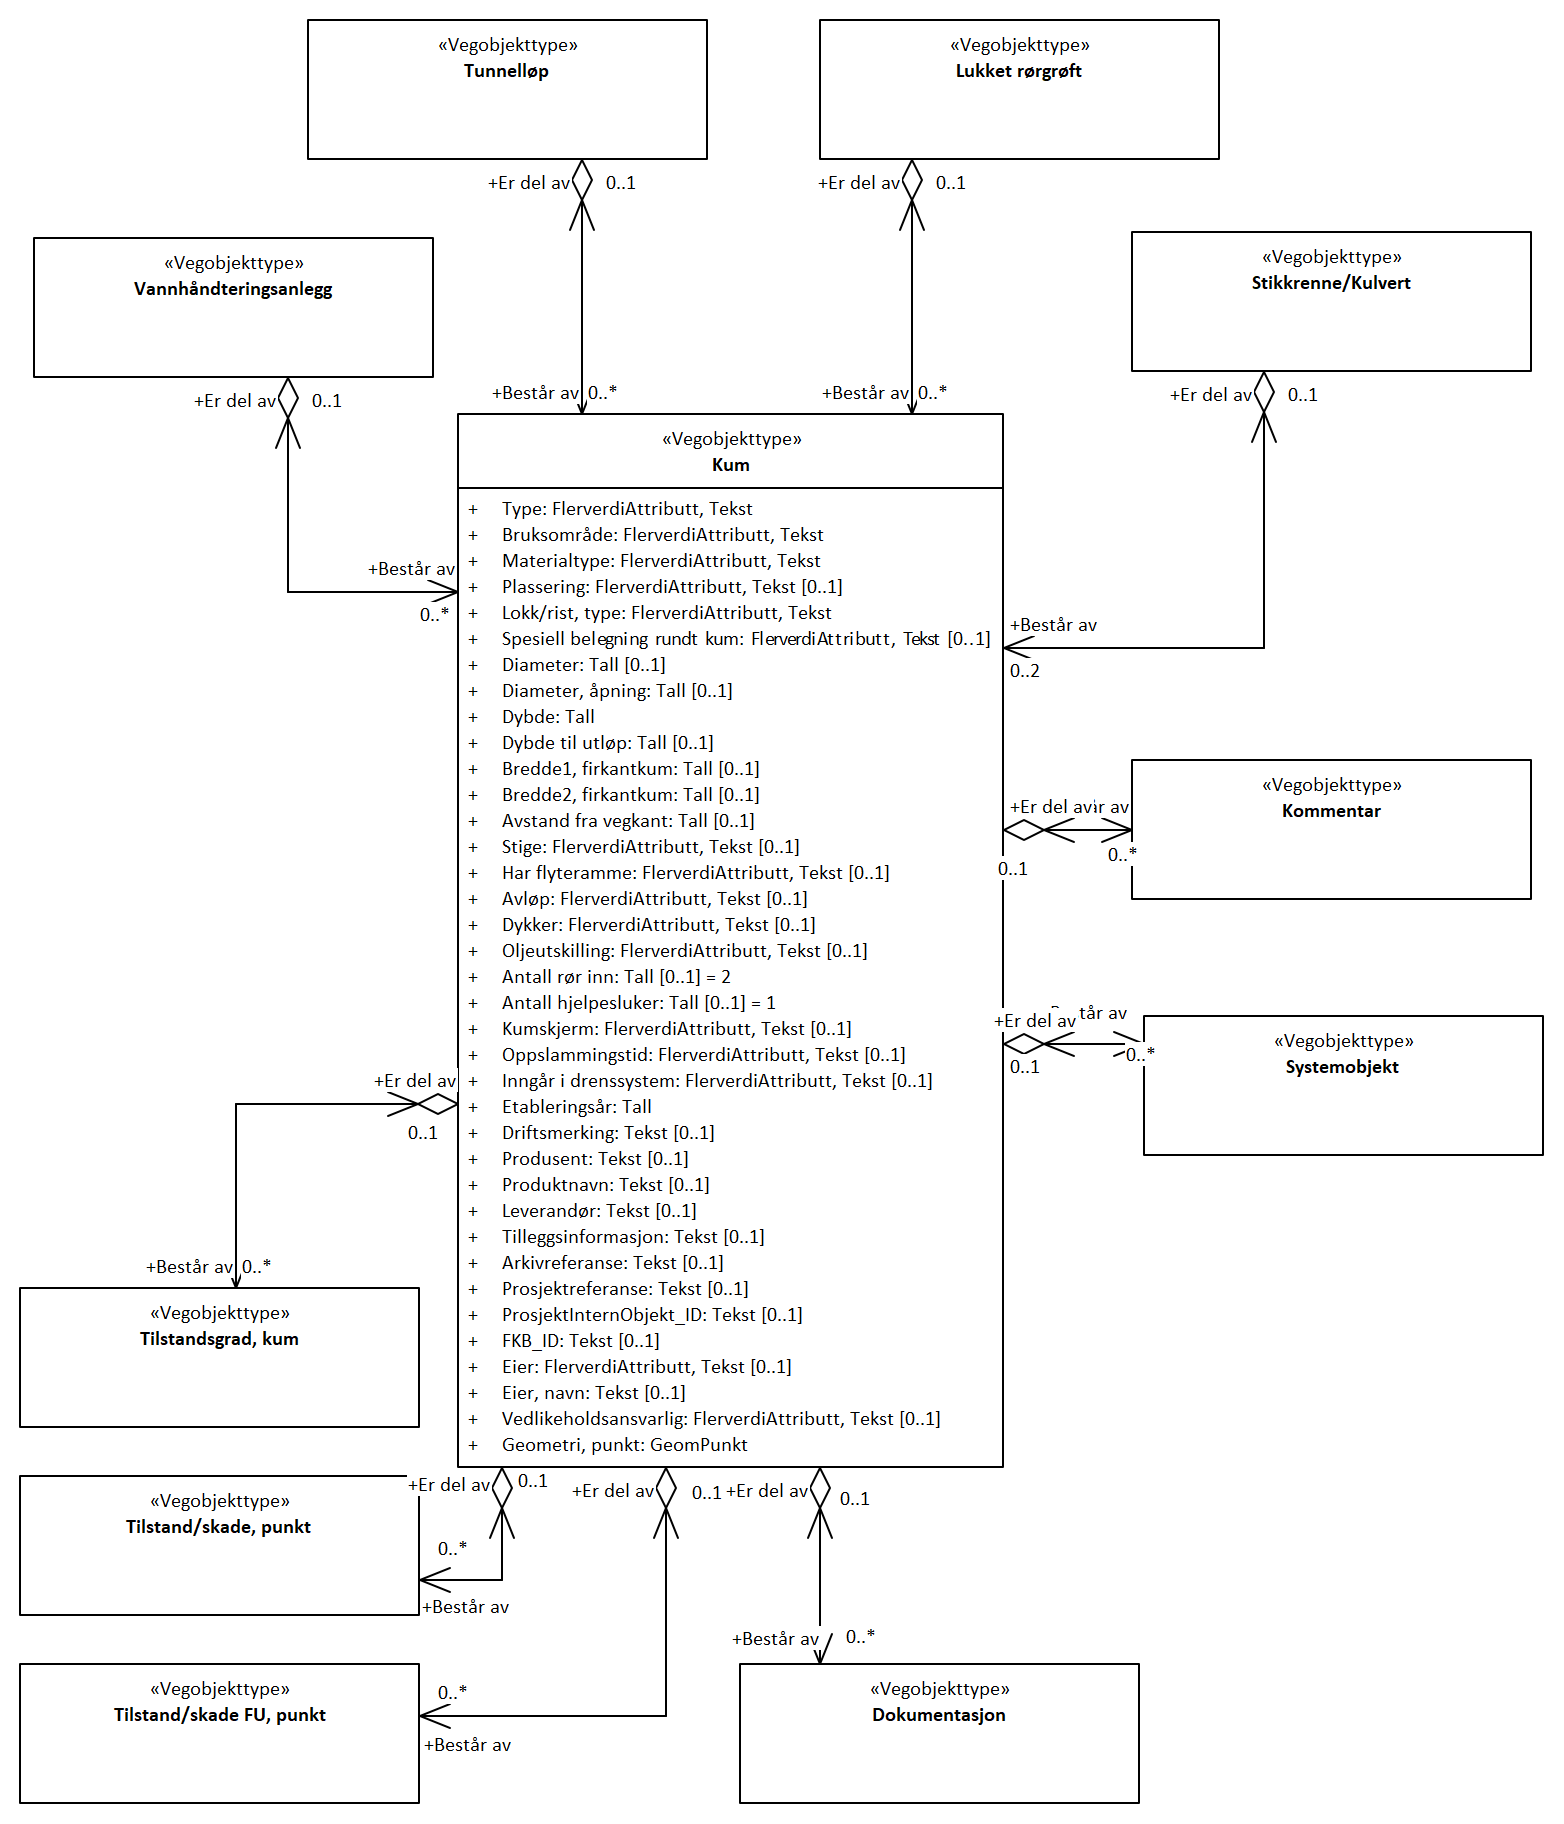 «Vegobjekttype»
Tunnelløp
«Vegobjekttype»
Lukket rørgrøft
+Er del av 0..1
+Er del av 0..1
«Vegobjekttype»
Vannhåndteringsanlegg
«Vegobjekttype»
Stikkrenne/Kulvert
+Er del av 0..1
+Er del av 0..1
+Består av 0..*
+Består av 0..*
+Består av
0..*
+Består av
0..2
«Vegobjekttype»
Kum
+ Type: FlerverdiAttributt, Tekst
+ Bruksområde: FlerverdiAttributt, Tekst
+ Materialtype: FlerverdiAttributt, Tekst
+ Plassering: FlerverdiAttributt, Tekst [0..1]
+ Lokk/rist, type: FlerverdiAttributt, Tekst
+ Spesiell belegning rundt kum: FlerverdiAttributt, Tekst [0..1]
+ Diameter: Tall [0..1]
+ Diameter, åpning: Tall [0..1]
+ Dybde: Tall
+ Dybde til utløp: Tall [0..1]
+ Bredde1, firkantkum: Tall [0..1]
+ Bredde2, firkantkum: Tall [0..1]
+ Avstand fra vegkant: Tall [0..1]
+ Stige: FlerverdiAttributt, Tekst [0..1]
+ Har flyteramme: FlerverdiAttributt, Tekst [0..1]
+ Avløp: FlerverdiAttributt, Tekst [0..1]
+ Dykker: FlerverdiAttributt, Tekst [0..1]
+ Oljeutskilling: FlerverdiAttributt, Tekst [0..1]
+ Antall rør inn: Tall [0..1] = 2
+ Antall hjelpesluker: Tall [0..1] = 1
+ Kumskjerm: FlerverdiAttributt, Tekst [0..1]
+ Oppslammingstid: FlerverdiAttributt, Tekst [0..1]
+ Inngår i drenssystem: FlerverdiAttributt, Tekst [0..1]
+ Etableringsår: Tall
+ Driftsmerking: Tekst [0..1]
+ Produsent: Tekst [0..1]
+ Produktnavn: Tekst [0..1]
+ Leverandør: Tekst [0..1]
+ Tilleggsinformasjon: Tekst [0..1]
+ Arkivreferanse: Tekst [0..1]
+ Prosjektreferanse: Tekst [0..1]
+ ProsjektInternObjekt_ID: Tekst [0..1]
+ FKB_ID: Tekst [0..1]
+ Eier: FlerverdiAttributt, Tekst [0..1]
+ Eier, navn: Tekst [0..1]
+ Vedlikeholdsansvarlig: FlerverdiAttributt, Tekst [0..1]
+ Geometri, punkt: GeomPunkt
«Vegobjekttype»
Kommentar
+Er del av av
0..1 0..*
«Vegobjekttype»
Systemobjekt
+Er del av tår av
0..1 0..*
+Er del av
0..1
+Består av 0..*
«Vegobjekttype»
Tilstandsgrad, kum
+Er del av 0..1
+Er del av 0..1
+Er del av 0..1
«Vegobjekttype»
Tilstand/skade, punkt
0..*
+Består av
«Vegobjekttype»
Tilstand/skade FU, punkt
0..*
+Består av
+Består av 0..*
«Vegobjekttype»
Dokumentasjon